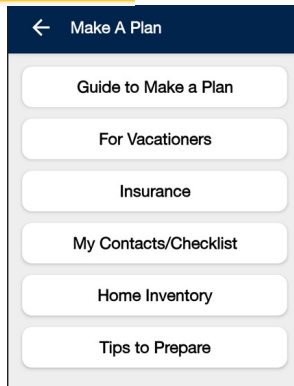 Make A Plan
Guide to Make a Plan
For Vacationers
Insurance
My Contacts/Checklist
Home Inventory
Tips to Prepare